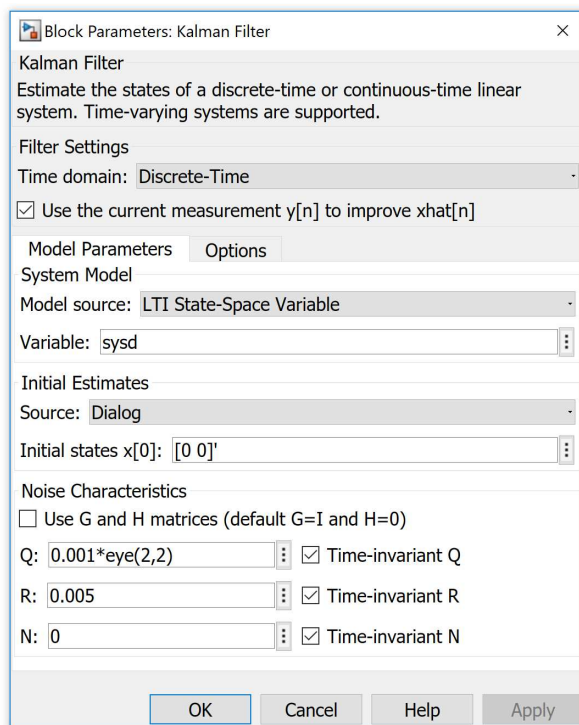 Block Parameters: Kalman Filter
Kalman Filter
Estimate the states of a discrete-time or continuous-time linear
system. Time-varying systems are supported.
Filter Settings
Time domain: Discrete-Time
Use the current measurement y[n] to improve xhat[n]
Model Parameters Options
System Model
Model source: LTI State-Space Variable
Variable: sysd
Initial Estimates
Source: Dialog
Initial states x[0]: [0 0]'
Noise Characteristics
Use G and H matrices (default G=I and H=0)
Q: 0.001*eye(2,2) Time-invariant Q
R: 0.005 Time-invariant R
N: 0 Time-invariant N
OK Cancel Help Apply